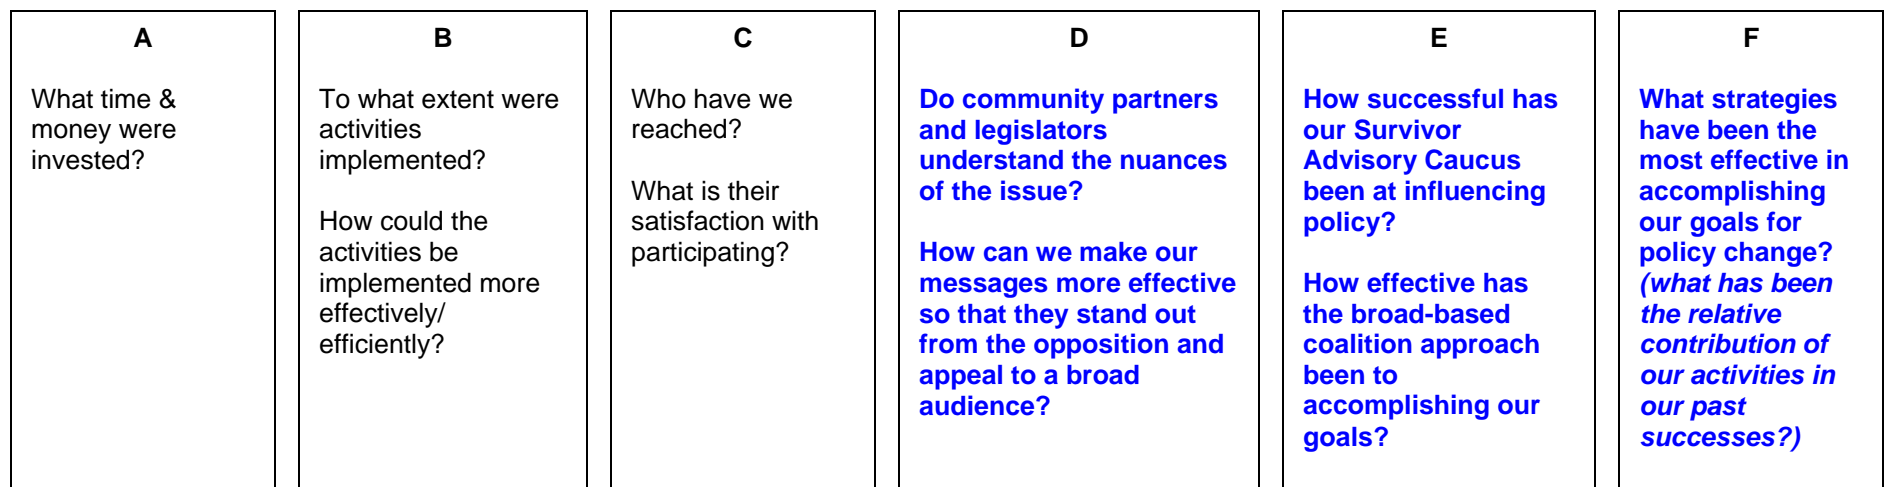 A
What time &
money were
invested?
B
To what extent were
activities
implemented?
How could the
activities be
implemented more
effectively/
efficiently?
C
Who have we
reached?
What is their
satisfaction with
participating?
D
Do community partners
and legislators
understand the nuances
of the issue?
How can we make our
messages more effective
so that they stand out
from the opposition and
appeal to a broad
audience?
E
How successful has
our Survivor
Advisory Caucus
been at influencing
policy?
How effective has
the broad-based
coalition approach
been to
accomplishing our
goals?
F
What strategies
have been the
most effective in
accomplishing
our goals for
policy change?
(what has been
the relative
contribution of
our activities in
our past
successes?)